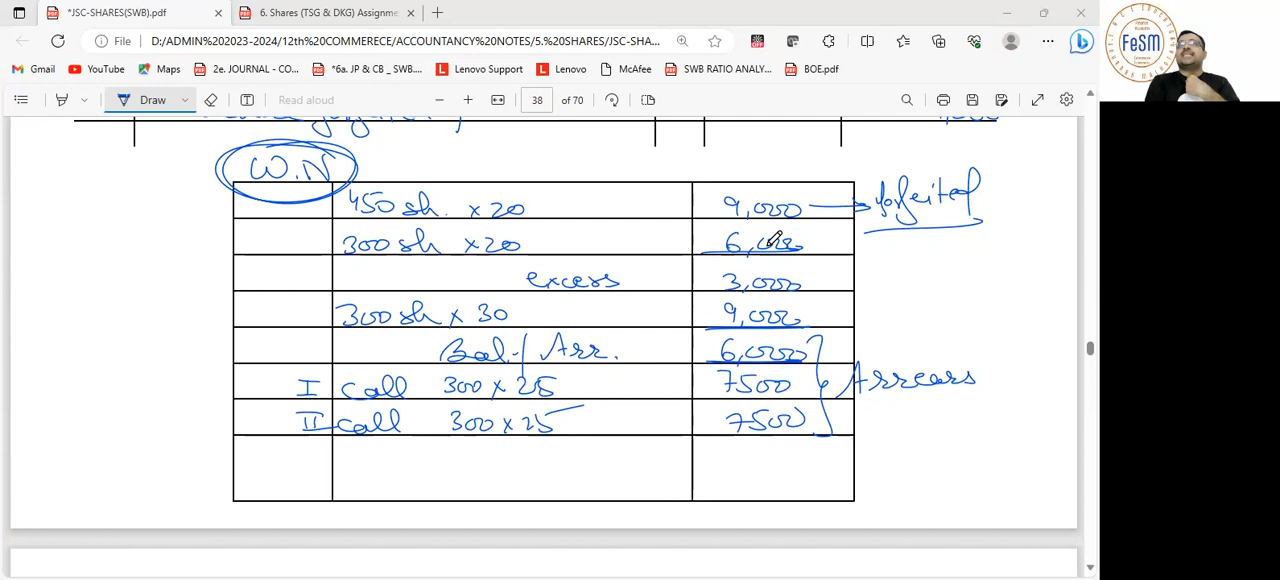 *JSC-SHARES(SWB).pdf
6. Shares (TSG & DKG) Assignme
File
D:/ADMIN%202023-2024/12th%20COMMERECE/ACCOUNTANCY%20NOTES/5.%20SHARES/JSC-SHA...
Gmail
YouTube
Maps
2e. JOURNAL - CO...
*6a. JP & CB _ SWB....
Lenovo Support
Lenovo
McAfee
SWB RATIO ANALY...
BOE.pdf
Draw
Read aloud
38 of 70
FeSM
W.N
450 sh. x 20 9,000 forfeited
300 sh x 20 6,000
excess 3,000
300 sh x 30 9,000
Bal./ Arr. 6,000
I call 300 x 25 7500 Arrears
II call 300 x 25 7500